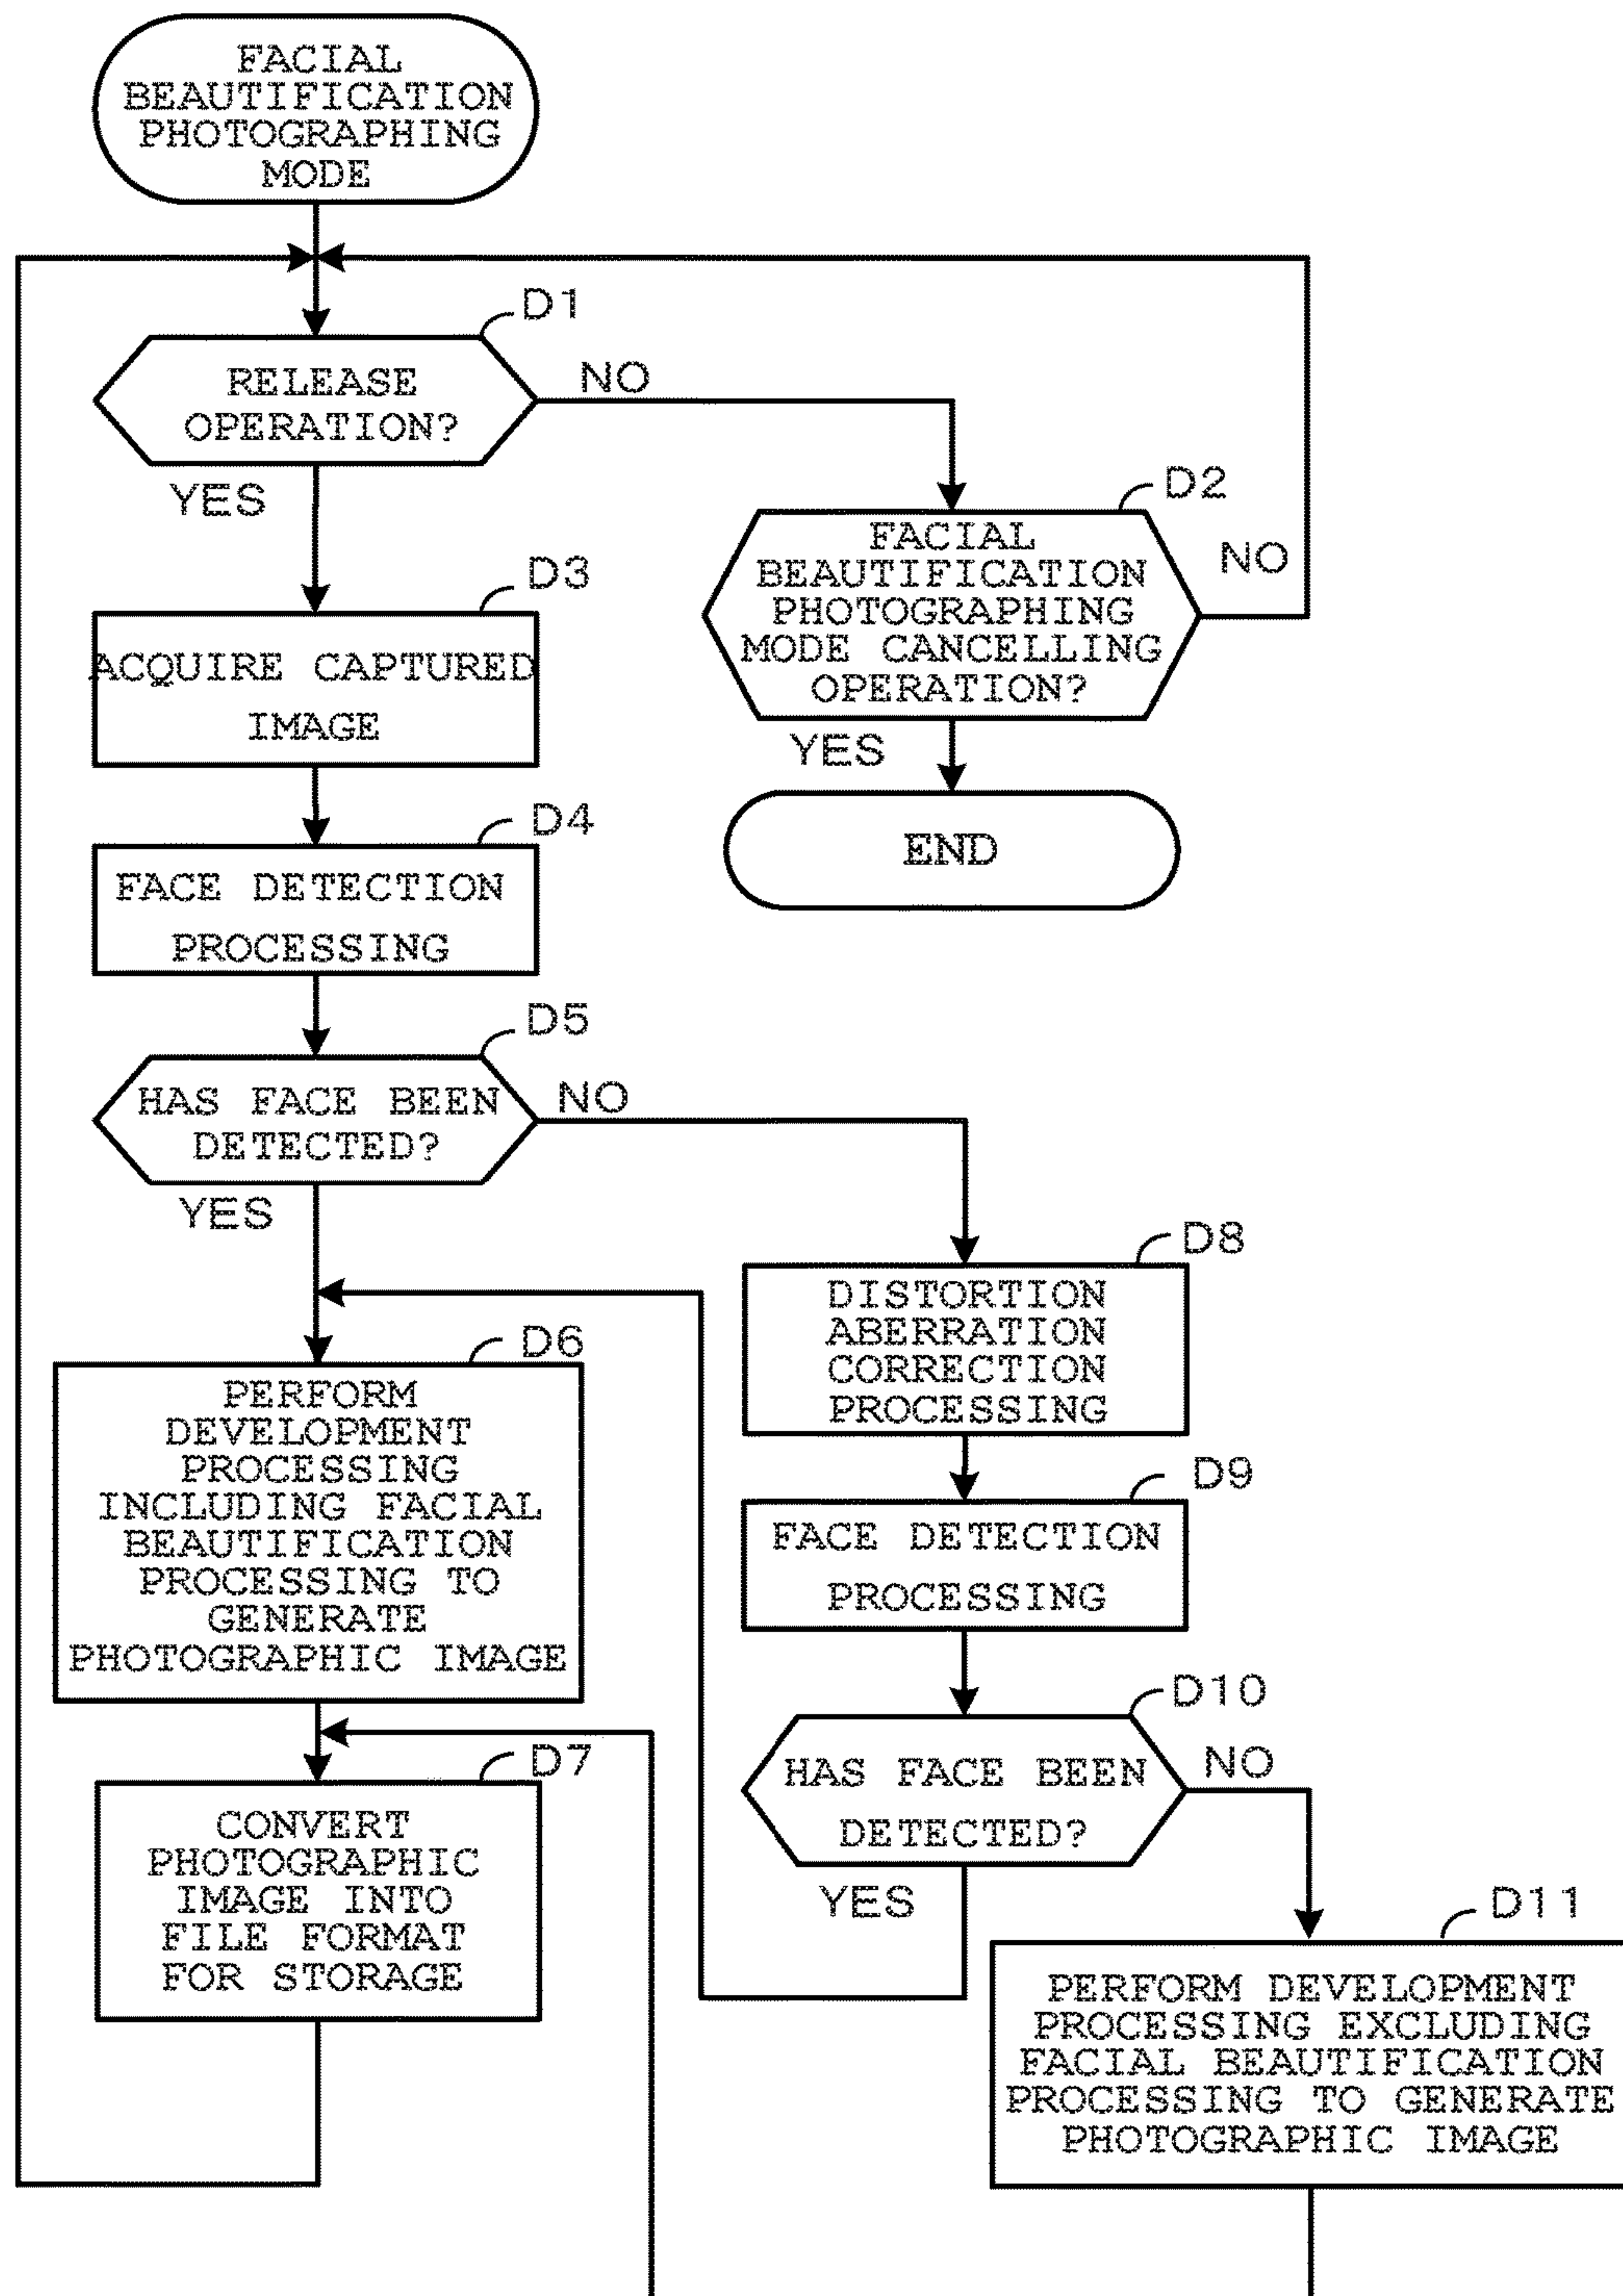 FACIAL
BEAUTIFICATION
PHOTOGRAPHING
MODE
D1
RELEASE
OPERATION?
NO
YES
D2
FACIAL
BEAUTIFICATION
PHOTOGRAPHING
MODE CANCELLING
OPERATION?
NO
YES
END
D3
ACQUIRE CAPTURED
IMAGE
D4
FACE DETECTION
PROCESSING
D5
HAS FACE BEEN
DETECTED?
NO
YES
D6
PERFORM
DEVELOPMENT
PROCESSING
INCLUDING FACIAL
BEAUTIFICATION
PROCESSING TO
GENERATE
PHOTOGRAPHIC IMAGE
D7
CONVERT
PHOTOGRAPHIC
IMAGE INTO
FILE FORMAT
FOR STORAGE
D8
DISTORTION
ABERRATION
CORRECTION
PROCESSING
D9
FACE DETECTION
PROCESSING
D10
HAS FACE BEEN
DETECTED?
NO
YES
D11
PERFORM DEVELOPMENT
PROCESSING EXCLUDING
FACIAL BEAUTIFICATION
PROCESSING TO GENERATE
PHOTOGRAPHIC IMAGE